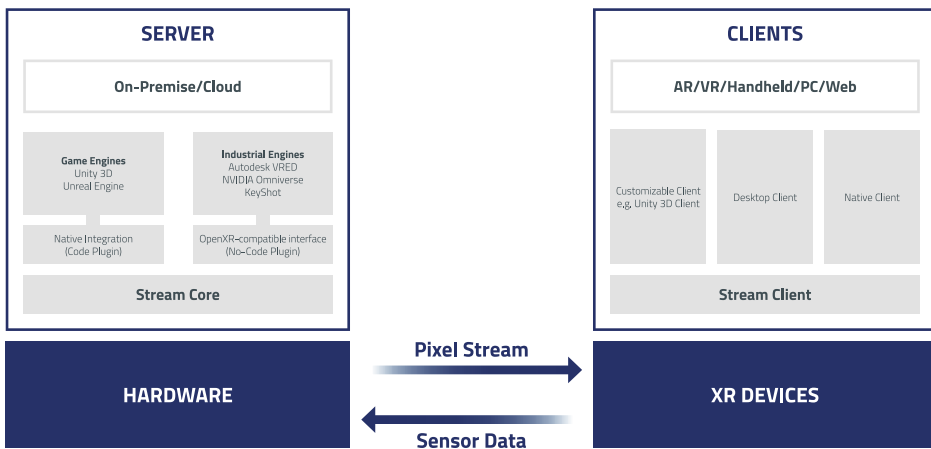 SERVER
On-Premise/Cloud
Game Engines
Unity 3D
Unreal Engine
Industrial Engines
Autodesk VRED
NVIDIA Omniverse
KeyShot
Native Integration
(Code Plugin)
OpenXR-compatible interface
(No-Code Plugin)
Stream Core
HARDWARE
Pixel Stream
Sensor Data
CLIENTS
AR/VR/Handheld/PC/Web
Customizable Client
e.g, Unity 3D Client
Desktop Client
Native Client
Stream Client
XR DEVICES